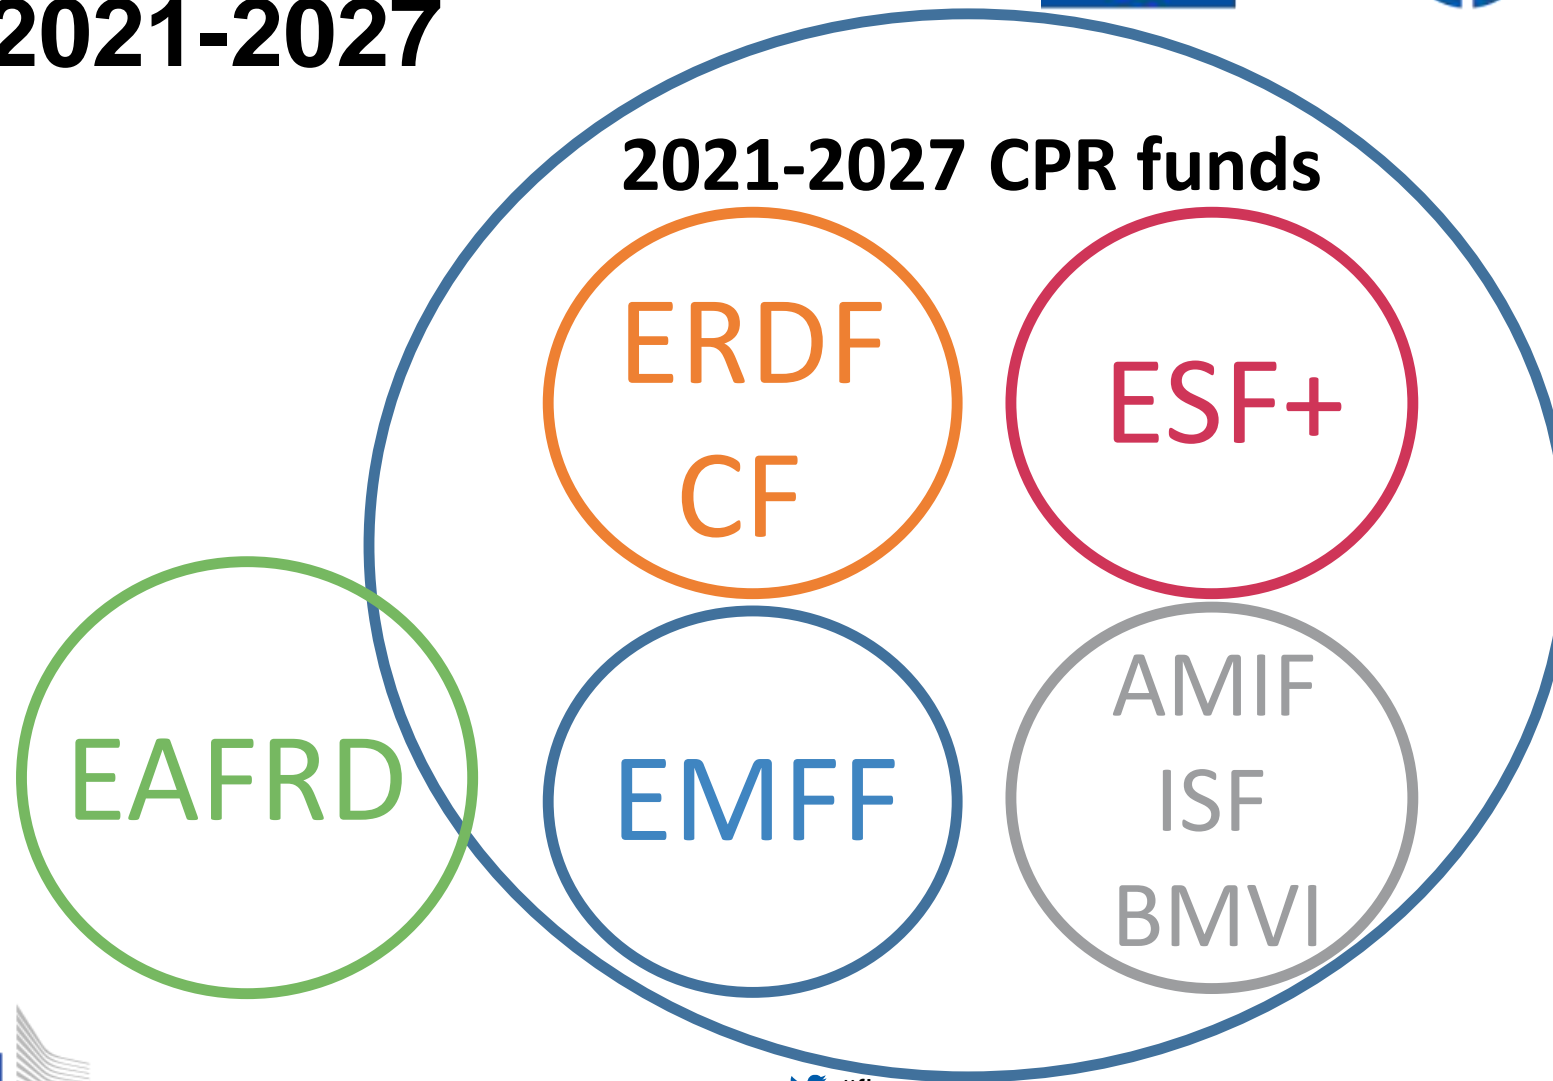 2021-2027
2021-2027 CPR funds
ERDF
CF
ESF+
EAFRD
EMFF
AMIF
ISF
BMVI